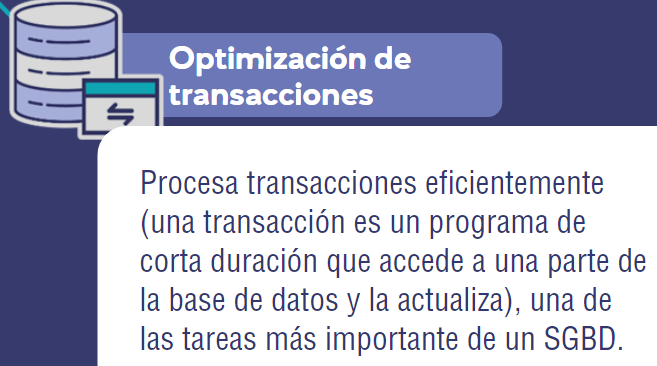 Optimización de
transacciones
Procesa transacciones eficientemente
(una transacción es un programa de
corta duración que accede a una parte de
la base de datos y la actualiza), una de
las tareas más importante de un SGBD.